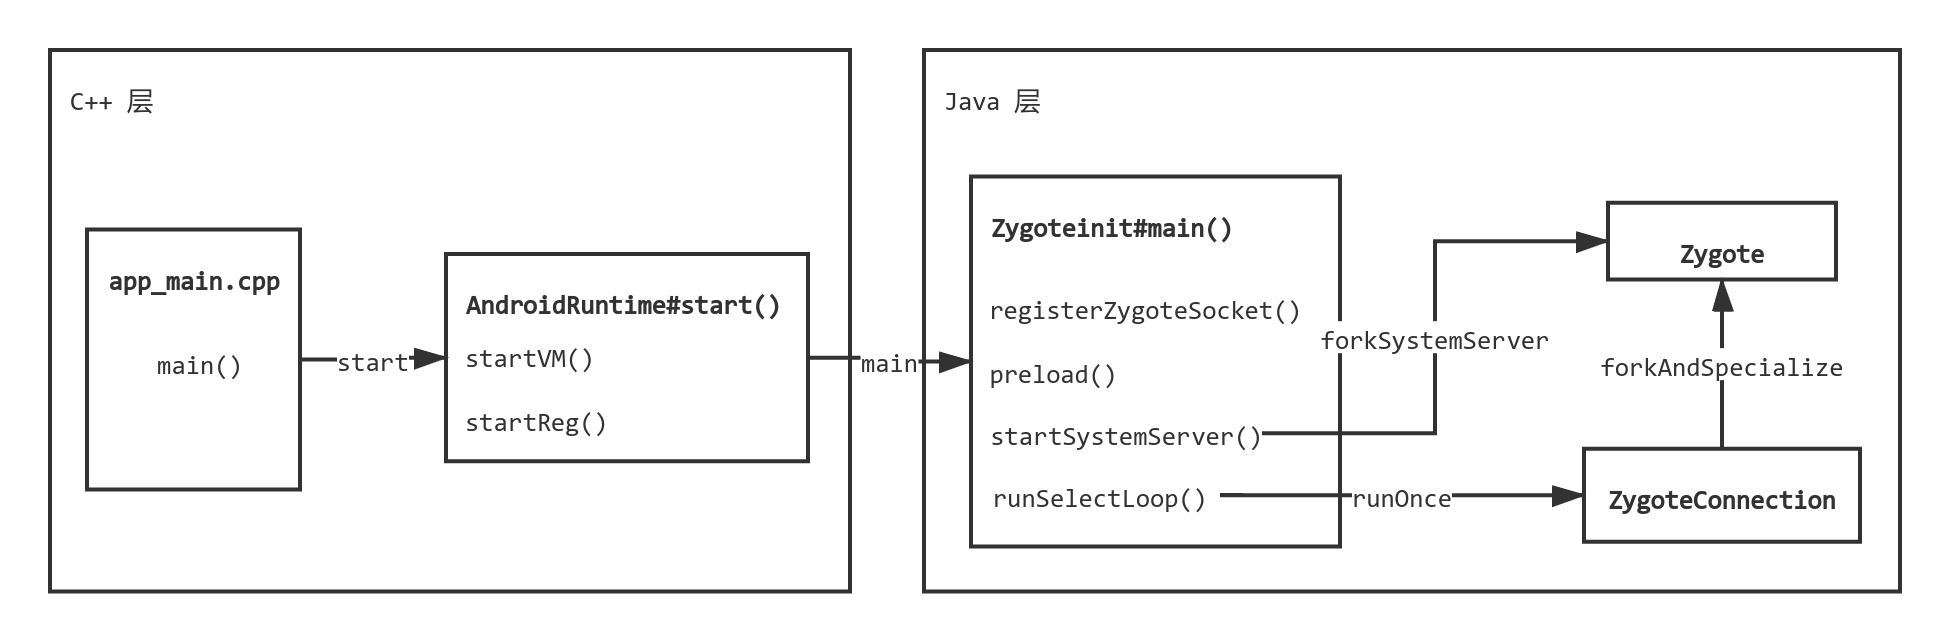 C++ 层
app_main.cpp
main()
start
AndroidRuntime#start()
startVM()
startReg()
main
Java 层
Zygoteinit#main()
registerZygoteSocket()
preload()
startSystemServer()
runSelectLoop()
forkSystemServer
runOnce
Zygote
forkAndSpecialize
ZygoteConnection